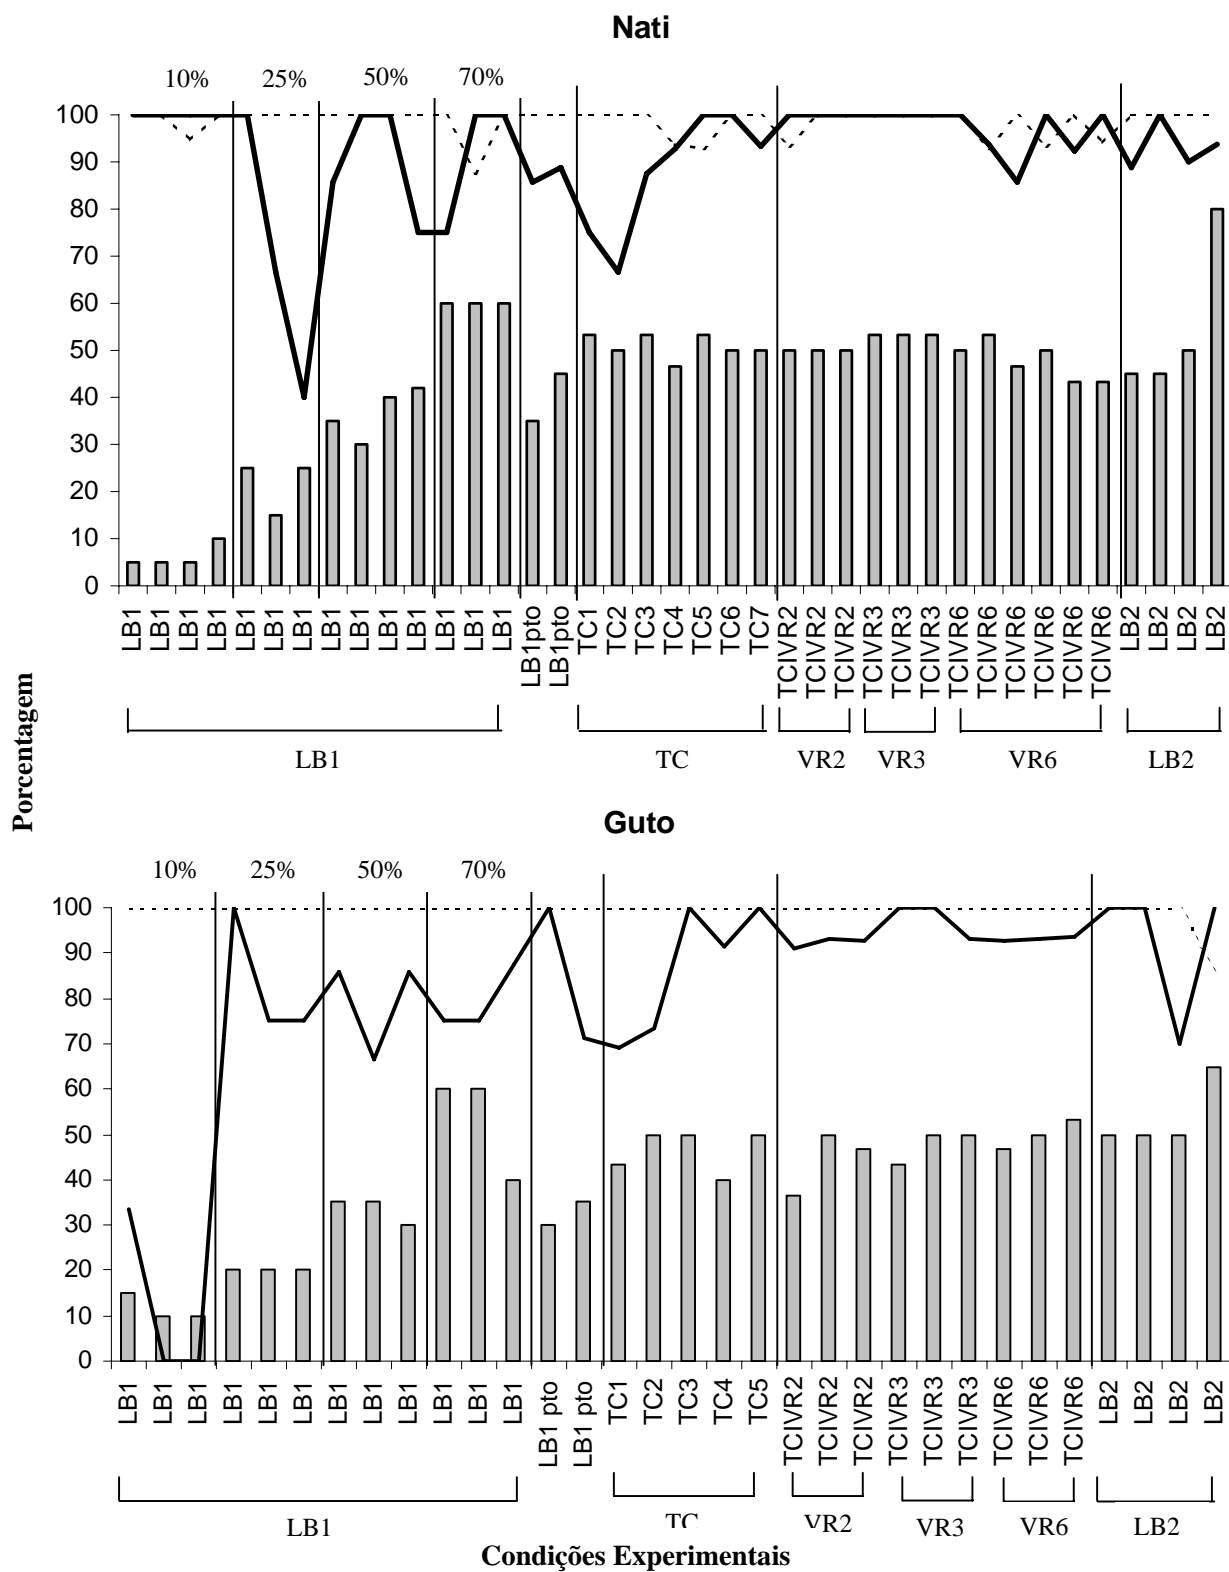 Nati
10% 25% 50% 70%
100
90
80
70
60
50
40
30
20
10
0
LB1 LB1 LB1 LB1 LB1 LB1 LB1 LB1 LB1 LB1 LB1 LB1 LB1 LB1 LB1pto LB1pto TC1 TC2 TC3 TC4 TC5 TC6 TC7 TCIVR2 TCIVR2 TCIVR2 TCIVR3 TCIVR3 TCIVR3 TCIVR6 TCIVR6 TCIVR6 TCIVR6 TCIVR6 TCIVR6 LB2 LB2 LB2 LB2
LB1 TC VR2 VR3 VR6 LB2
Porcentagem
Guto
10% 25% 50% 70%
100
90
80
70
60
50
40
30
20
10
0
LB1 LB1 LB1 LB1 LB1 LB1 LB1 LB1 LB1 LB1 LB1 LB1 LB1 pto LB1 pto TC1 TC2 TC3 TC4 TC5 TCIVR2 TCIVR2 TCIVR2 TCIVR3 TCIVR3 TCIVR3 TCIVR6 TCIVR6 TCIVR6 LB2 LB2 LB2 LB2
LB1 TC VR2 VR3 VR6 LB2
Condições Experimentais